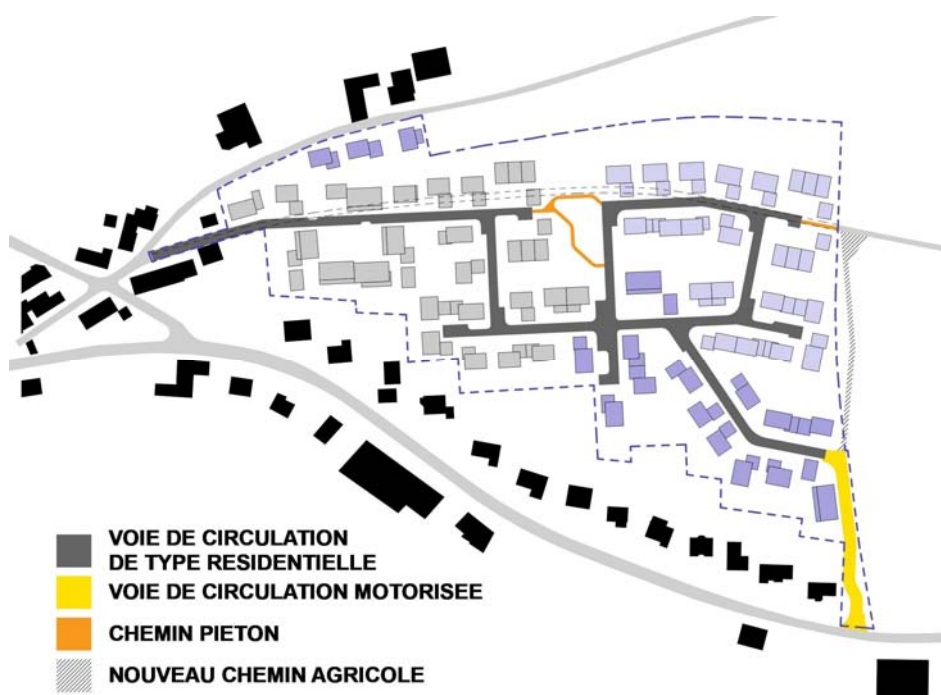 VOIE DE CIRCULATION
DE TYPE RESIDENTIELLE
VOIE DE CIRCULATION MOTORISEE
CHEMIN PIETON
NOUVEAU CHEMIN AGRICOLE